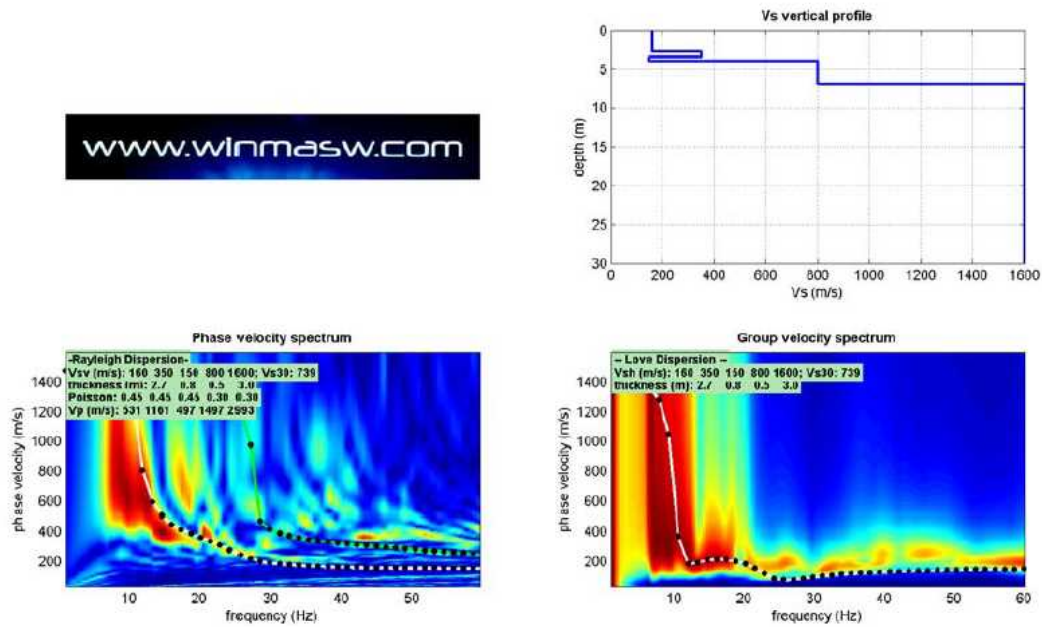 Vs vertical profile
0
5
10
15
20
25
30
depth (m)
0 200 400 600 800 1000 1200 1400 1600
Vs (m/s)
www.winmasw.com
Phase velocity spectrum
-Rayleigh Dispersion-
Vsv (m/s): 160 350 150 800 1600; Vs30: 739
thickness (m): 2.7 0.8 0.5 3.0
Poisson: 0.45 0.45 0.45 0.30 0.30
Vp (m/s): 531 1161 497 1497 2993
1400
1200
1000
800
600
400
200
phase velocity (m/s)
10 20 30 40 50
frequency (Hz)
Group velocity spectrum
-- Love Dispersion --
Vsh (m/s): 160 350 150 800 1600; Vs30: 739
thickness (m): 2.7 0.8 0.5 3.0
1400
1200
1000
800
600
400
200
phase velocity (m/s)
10 20 30 40 50 60
frequency (Hz)